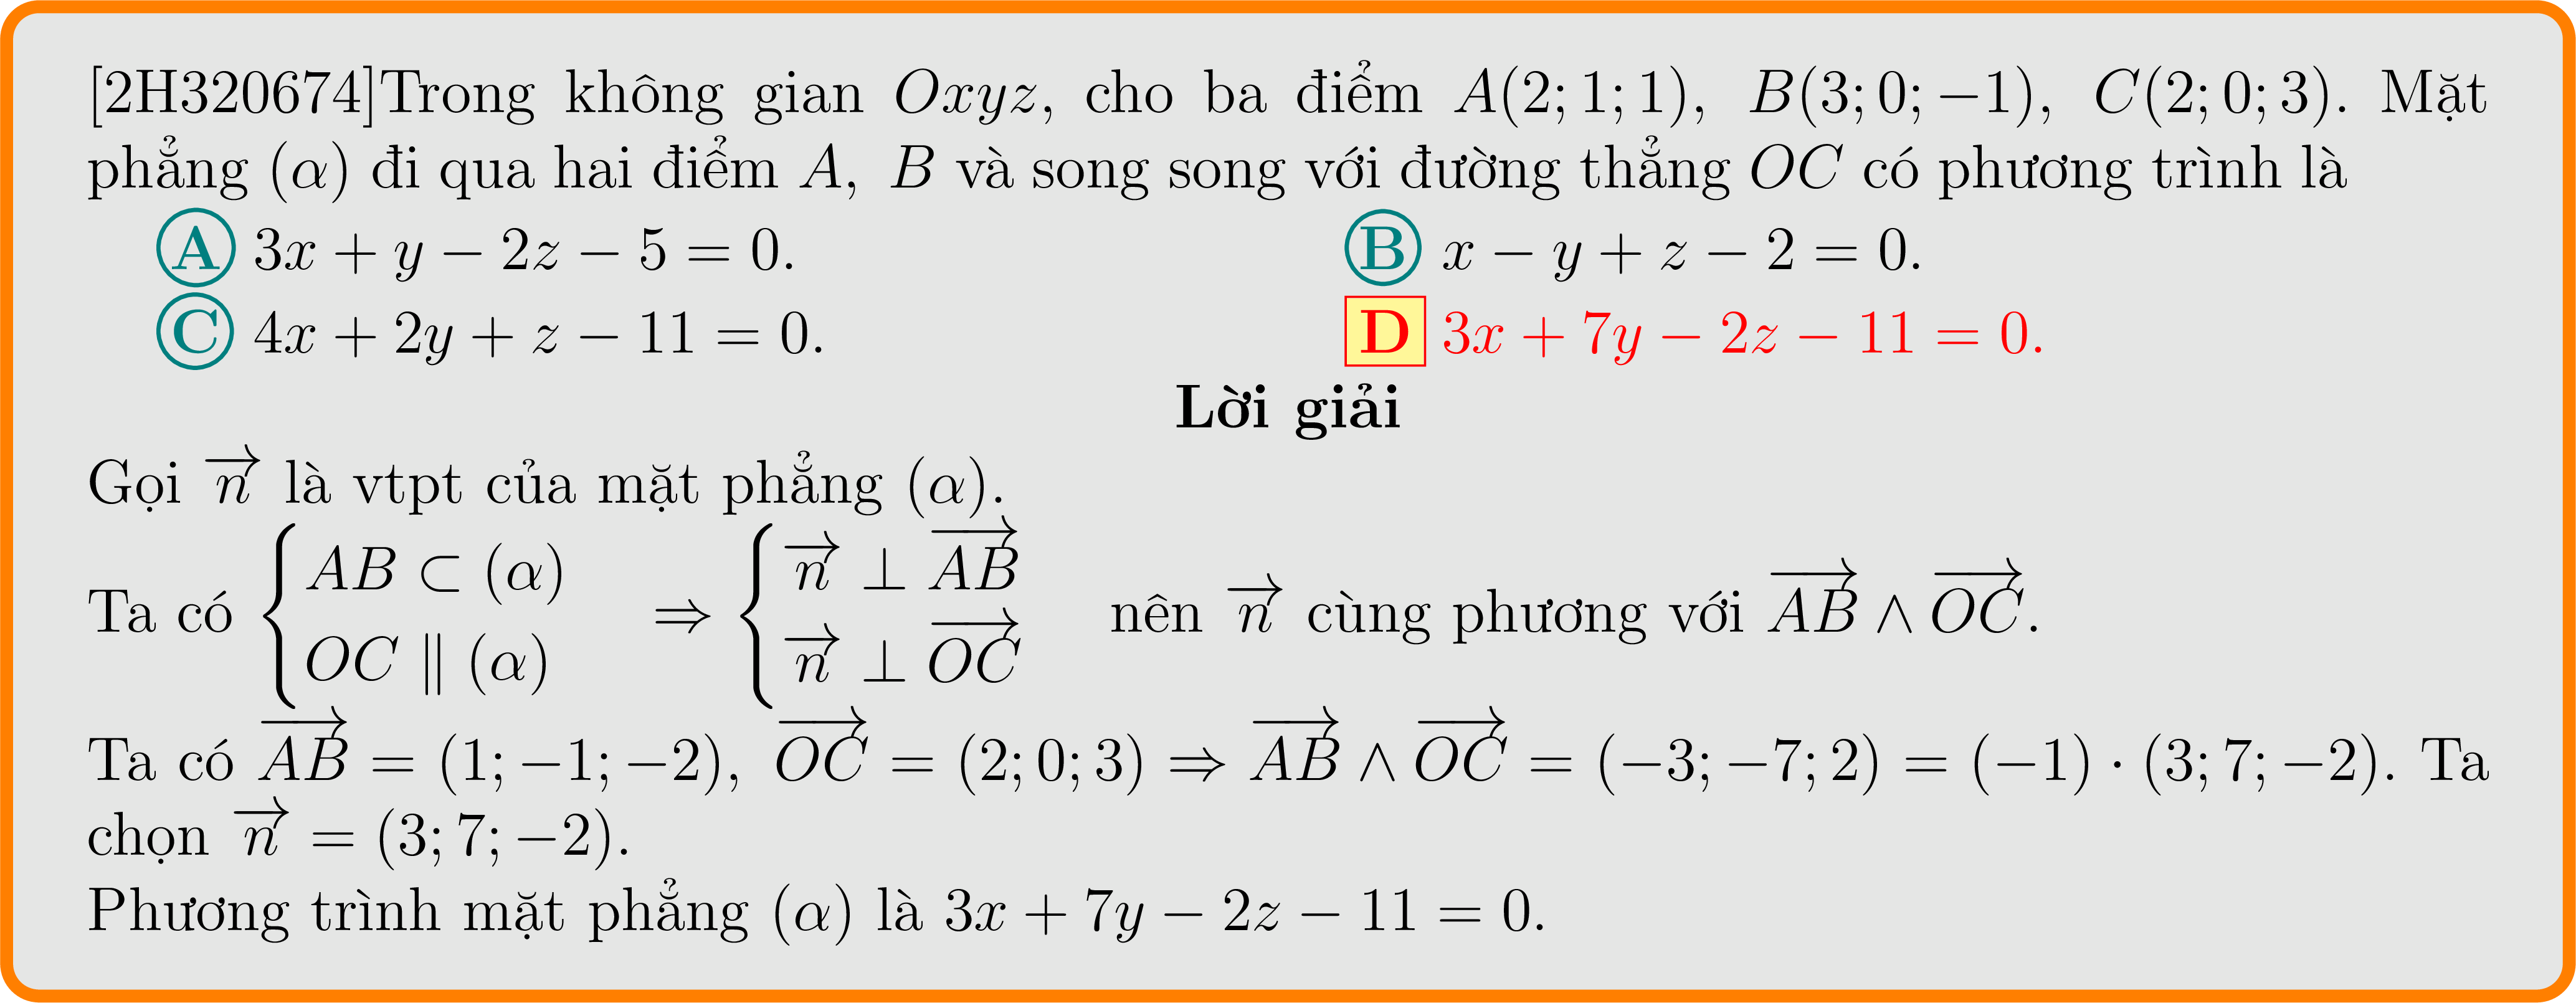 [2H320674]Trong không gian Oxyz, cho ba điểm A(2; 1; 1), B(3; 0; −1), C(2; 0; 3). Mặt
phẳng (α) đi qua hai điểm A, B và song song với đường thẳng OC có phương trình là
A 3x + y − 2z − 5 = 0. B x − y + z − 2 = 0.
C 4x + 2y + z − 11 = 0. D 3x + 7y − 2z − 11 = 0.
Lời giải
Gọi $\overrightarrow{n}$ là vtpt của mặt phẳng (α).
Ta có $\begin{cases} AB \subset (\alpha) \\ OC \parallel (\alpha) \end{cases} \Rightarrow \begin{cases} \overrightarrow{n} \perp \overrightarrow{AB} \\ \overrightarrow{n} \perp \overrightarrow{OC} \end{cases}$ nên $\overrightarrow{n}$ cùng phương với $\overrightarrow{AB} \wedge \overrightarrow{OC}$.
Ta có $\overrightarrow{AB}$ = (1; −1; −2), $\overrightarrow{OC}$ = (2; 0; 3) ⇒ $\overrightarrow{AB} \wedge \overrightarrow{OC}$ = (−3; −7; 2) = (−1) · (3; 7; −2). Ta
chọn $\overrightarrow{n}$ = (3; 7; −2).
Phương trình mặt phẳng (α) là 3x + 7y − 2z − 11 = 0.